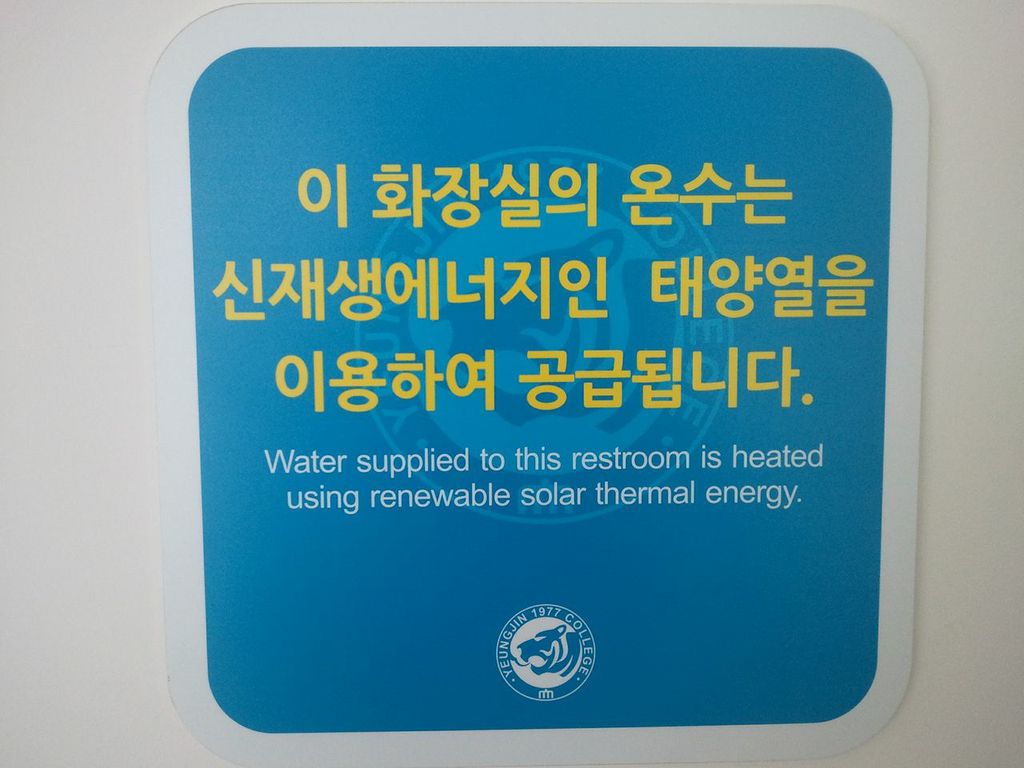 이 화장실의 온수는
신재생에너지인 태양열을
이용하여 공급됩니다.
Water supplied to this restroom is heated
using renewable solar thermal energy.
YEUNGJIN 1977 COLLEGE